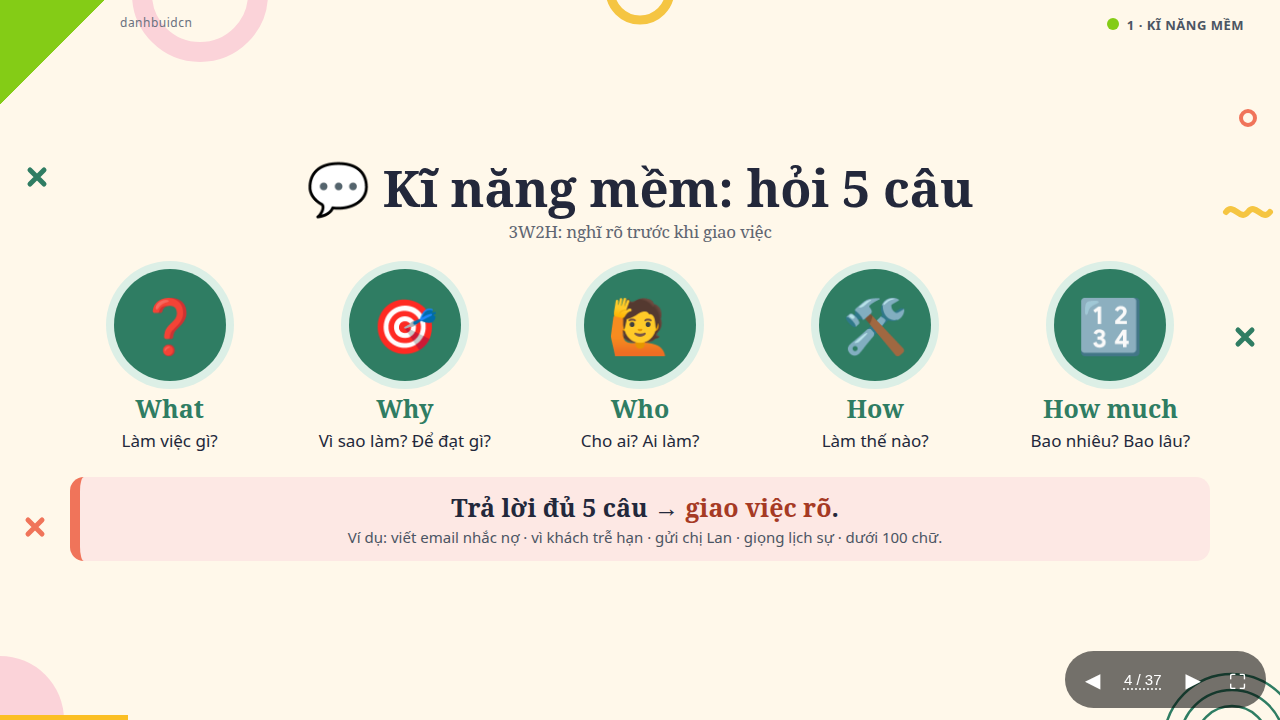 danhbuidcn
1 · KĨ NĂNG MỀM
💬 Kĩ năng mềm: hỏi 5 câu
3W2H: nghĩ rõ trước khi giao việc
What
Làm việc gì?
Why
Vì sao làm? Để đạt gì?
Who
Cho ai? Ai làm?
How
Làm thế nào?
How much
Bao nhiêu? Bao lâu?
Trả lời đủ 5 câu → giao việc rõ.
Ví dụ: viết email nhắc nợ · vì khách trễ hạn · gửi chị Lan · giọng lịch sự · dưới 100 chữ.
4 / 37